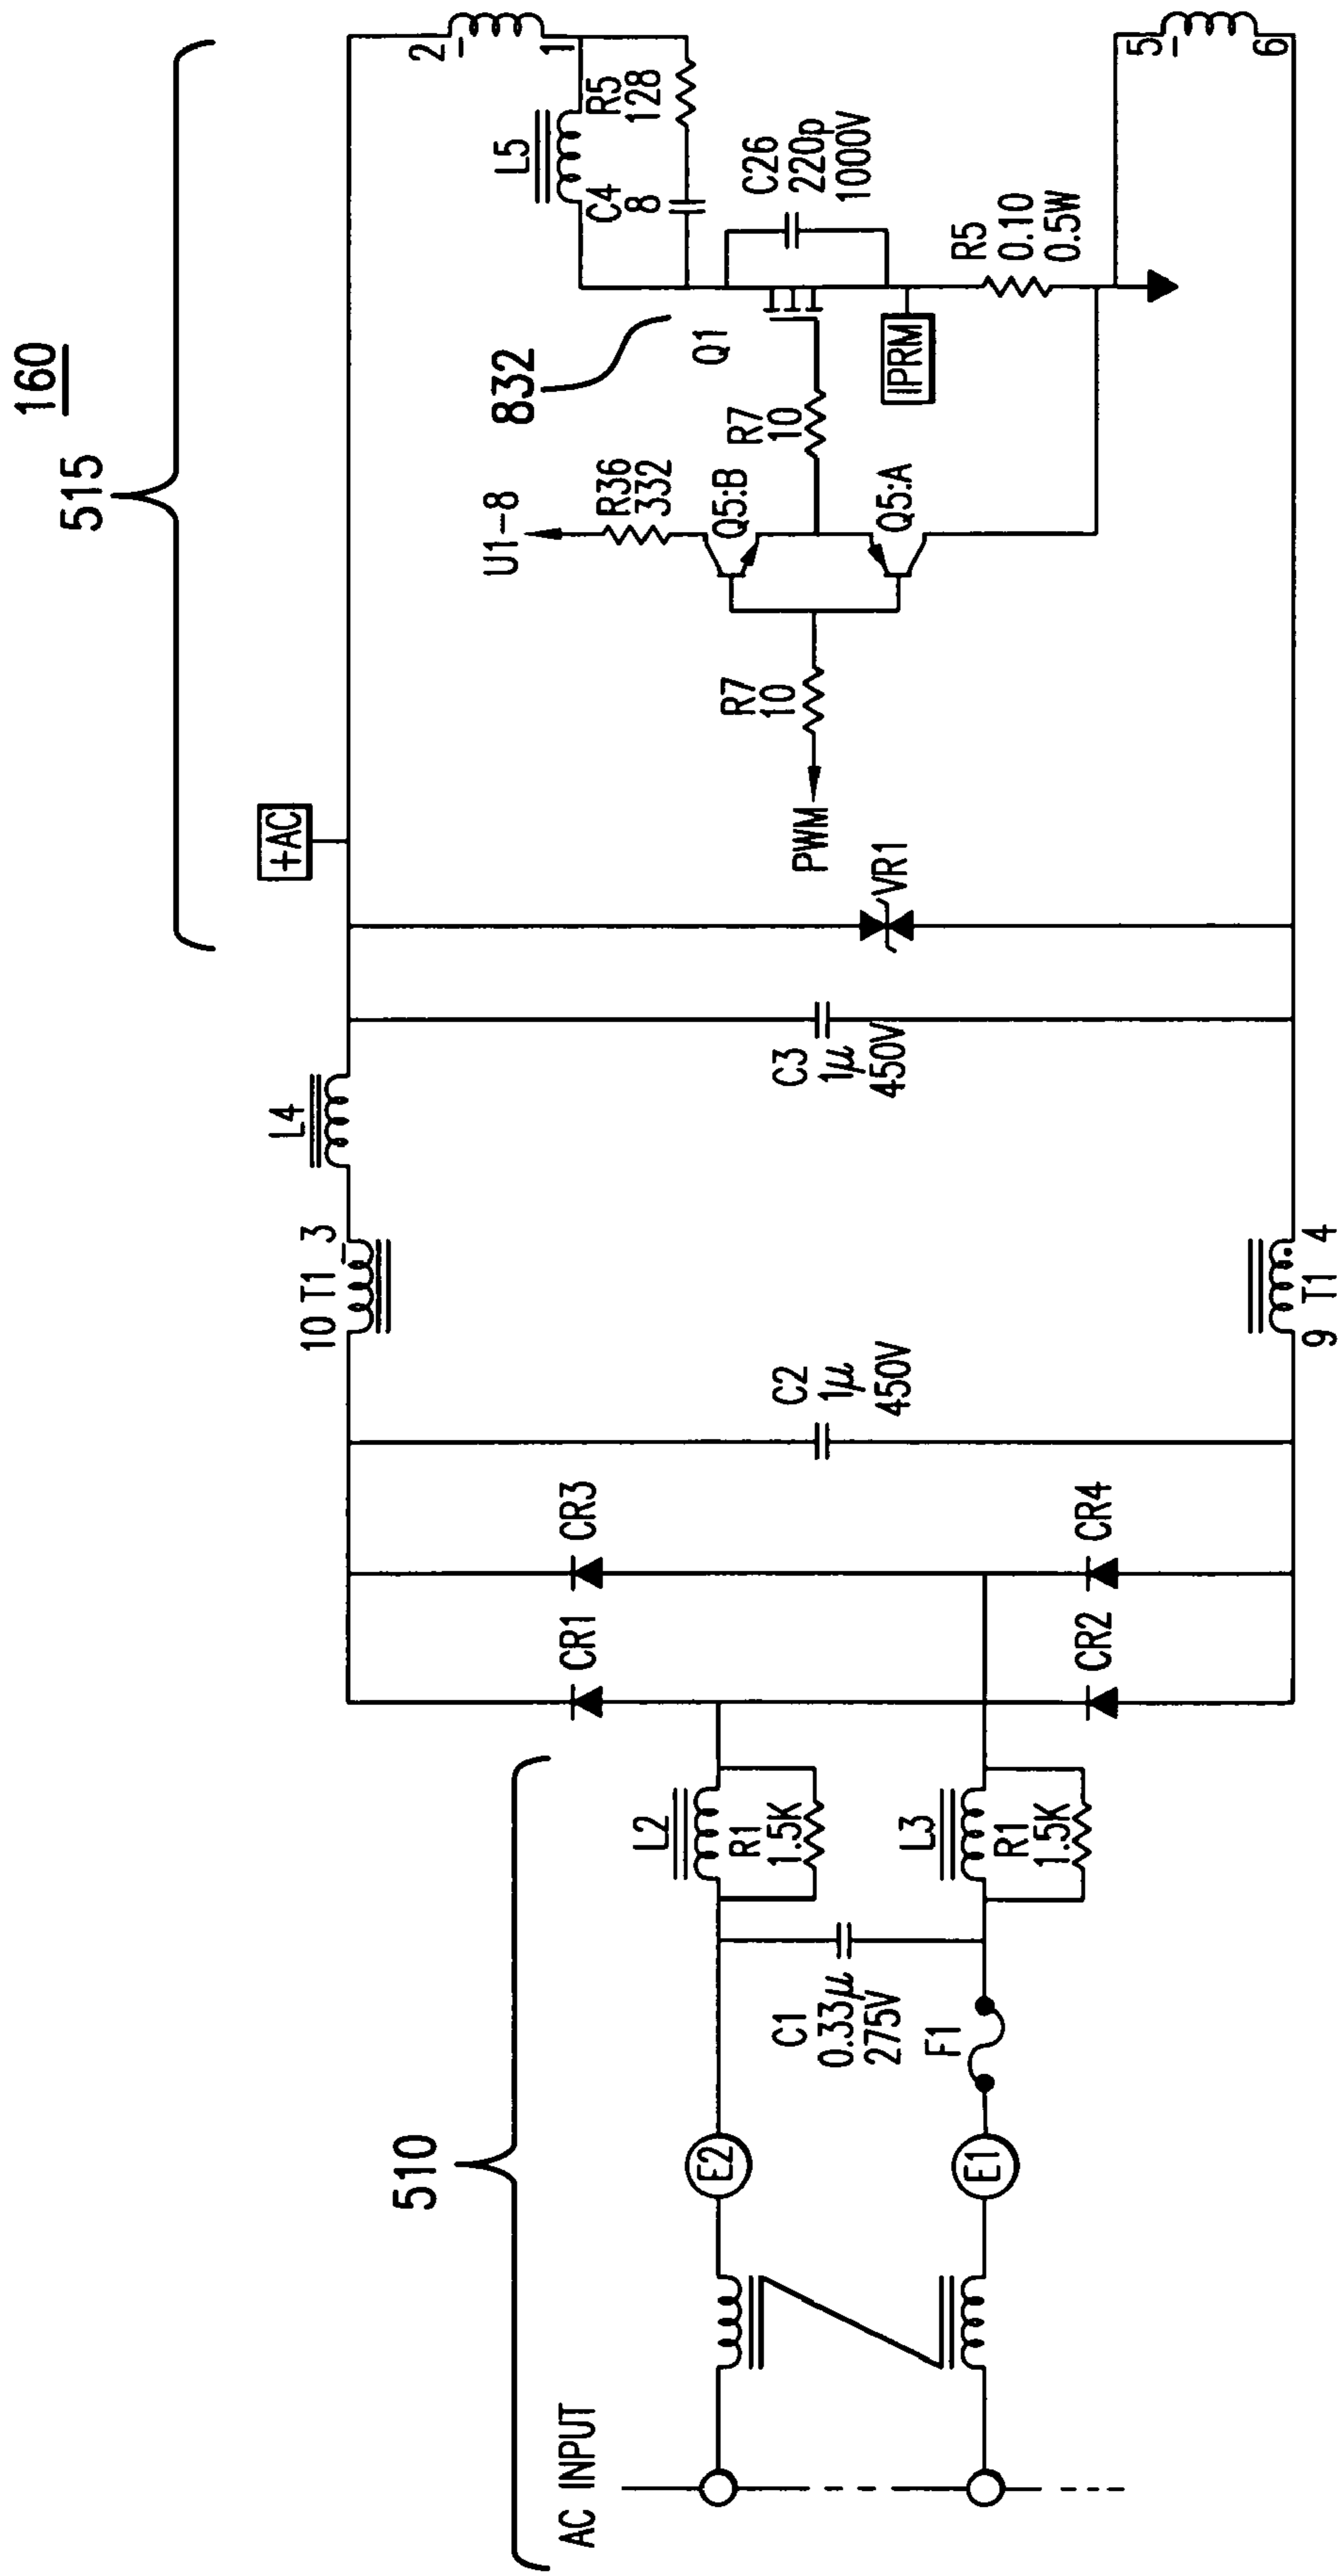 160
515
510
AC INPUT
E2
E1
F1
C1
0.33μ
275V
L2
R1
1.5K
L3
R1
1.5K
CR1
CR3
CR2
CR4
C2
1μ
450V
10 T1 3
9 T1 4
L4
C3
1μ
450V
VR1
+AC
PWM
R7
10
U1-8
R36
332
Q5:B
Q5:A
R7
10
832
Q1
IPRM
L5
C4
8
R5
128
C26
220p
1000V
R5
0.10
0.5W
2
1
5
6